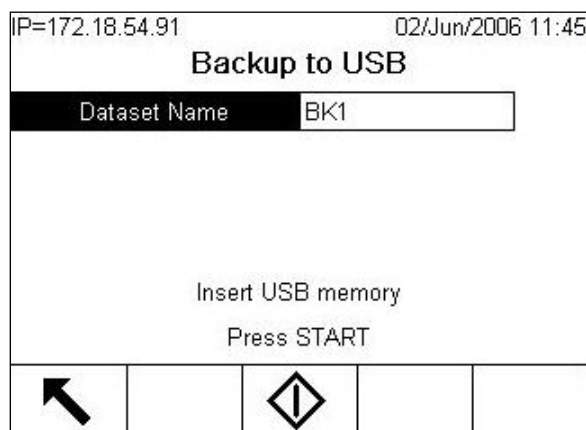 IP=172.18.54.91 02/Jun/2006 11:45
Backup to USB
Dataset Name BK1
Insert USB memory
Press START